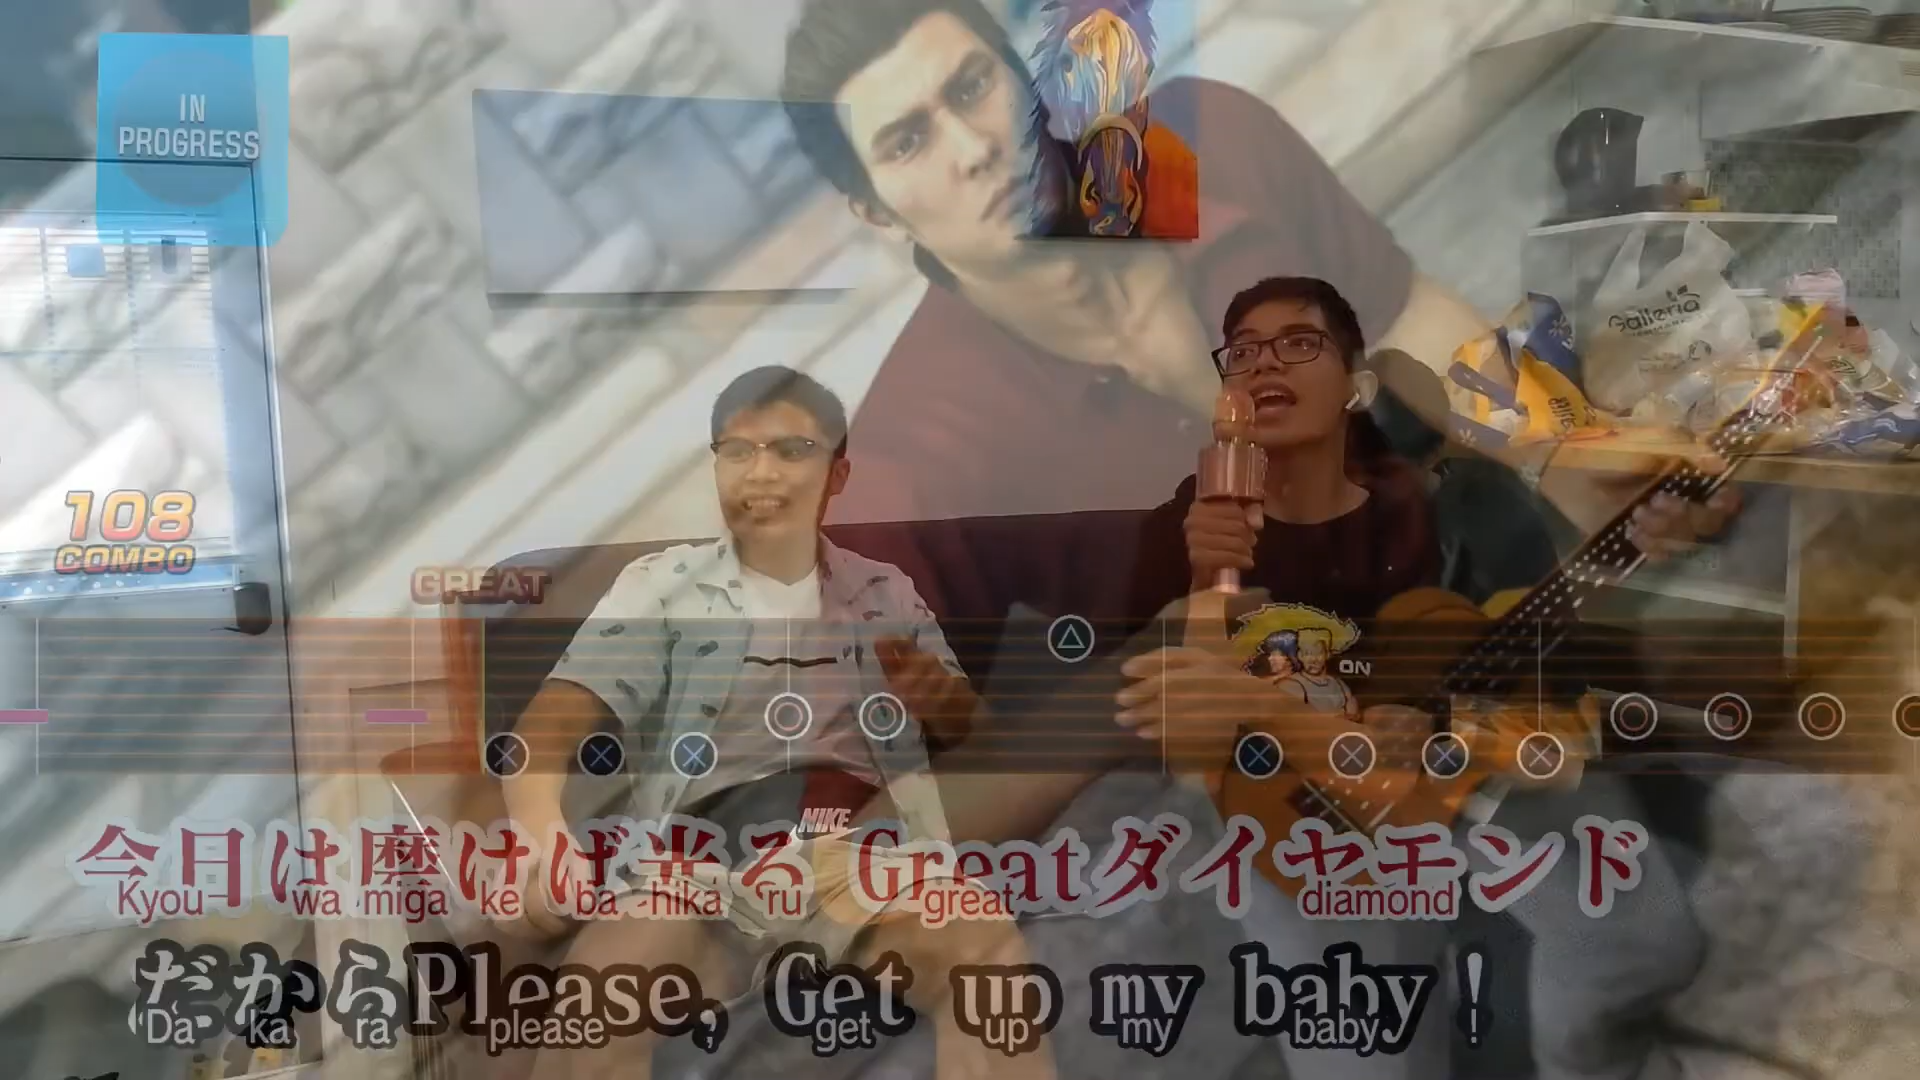 IN
PROGRESS
Galleria
108
COMBO
GREAT
ON
NIKE
今日は磨けば光る Greatダイヤモンド
Kyou wa miga ke ba hika ru great diamond
だからPlease, Get up my baby！
Da ka ra please , get up my baby !